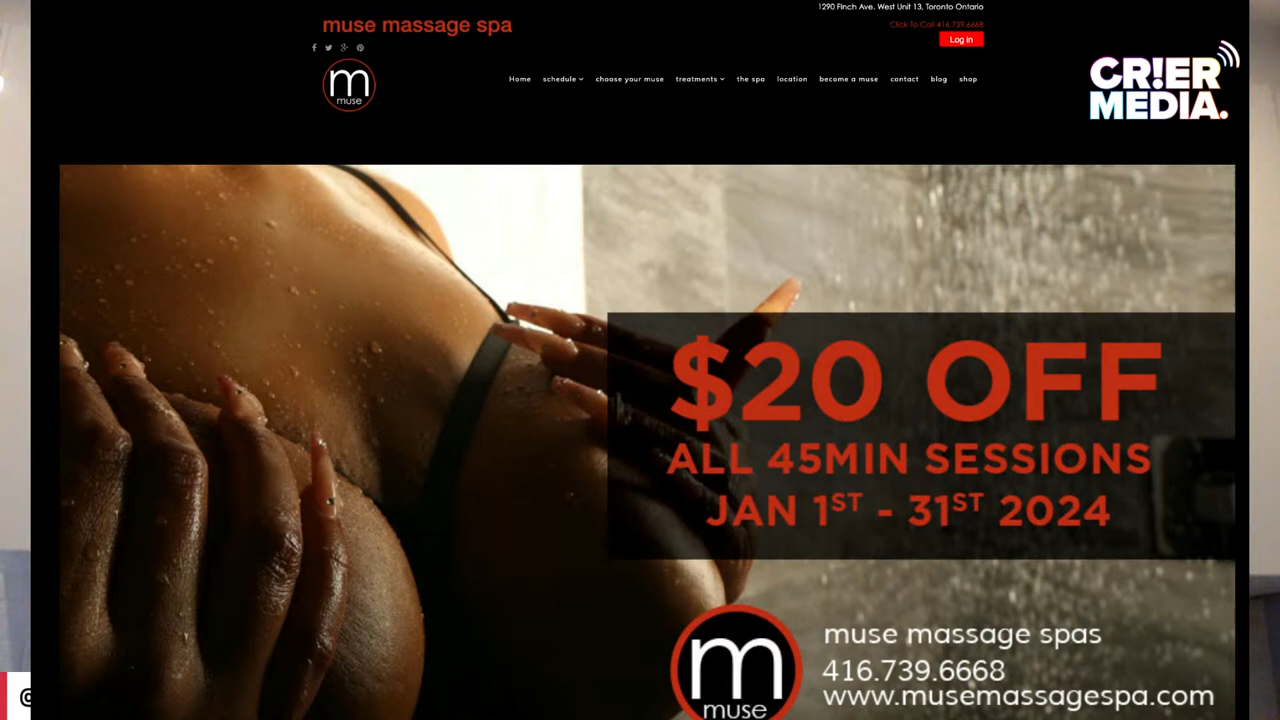 1290 Finch Ave. West Unit 13, Toronto Ontario
muse massage spa
Click To Call 416.739.6668
Log In
m
muse
Home schedule choose your muse treatments the spa location become a muse contact blog shop
CR!ER
MEDIA.
$20 OFF
ALL 45MIN SESSIONS
JAN 1ST - 31ST 2024
m
muse
muse massage spas
416.739.6668
www.musemassagespa.com
@